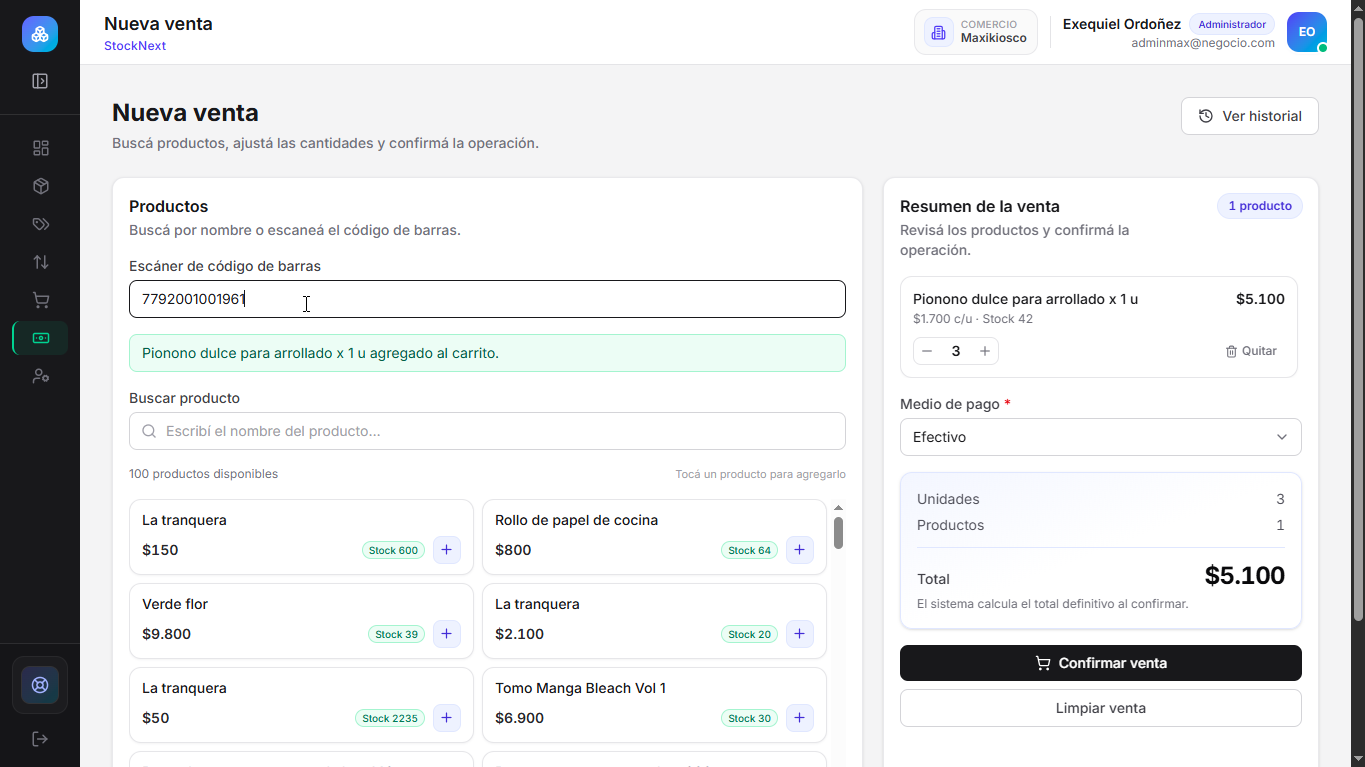 Nueva venta
StockNext
COMERCIO
Maxikiosco
Exequiel Ordoñez
Administrador
adminmax@negocio.com
EO
Nueva venta
Buscá productos, ajustá las cantidades y confirmá la operación.
Ver historial
Productos
Buscá por nombre o escaneá el código de barras.
Escáner de código de barras
7792001001961
Pionono dulce para arrollado x 1 u agregado al carrito.
Buscar producto
Escribí el nombre del producto...
100 productos disponibles
Tocá un producto para agregarlo
La tranquera
$150
Stock 600
Rollo de papel de cocina
$800
Stock 64
Verde flor
$9.800
Stock 39
La tranquera
$2.100
Stock 20
La tranquera
$50
Stock 2235
Tomo Manga Bleach Vol 1
$6.900
Stock 30
Resumen de la venta
1 producto
Revisá los productos y confirmá la
operación.
Pionono dulce para arrollado x 1 u
$5.100
$1.700 c/u · Stock 42
3
Quitar
Medio de pago *
Efectivo
Unidades
3
Productos
1
Total
$5.100
El sistema calcula el total definitivo al confirmar.
Confirmar venta
Limpiar venta